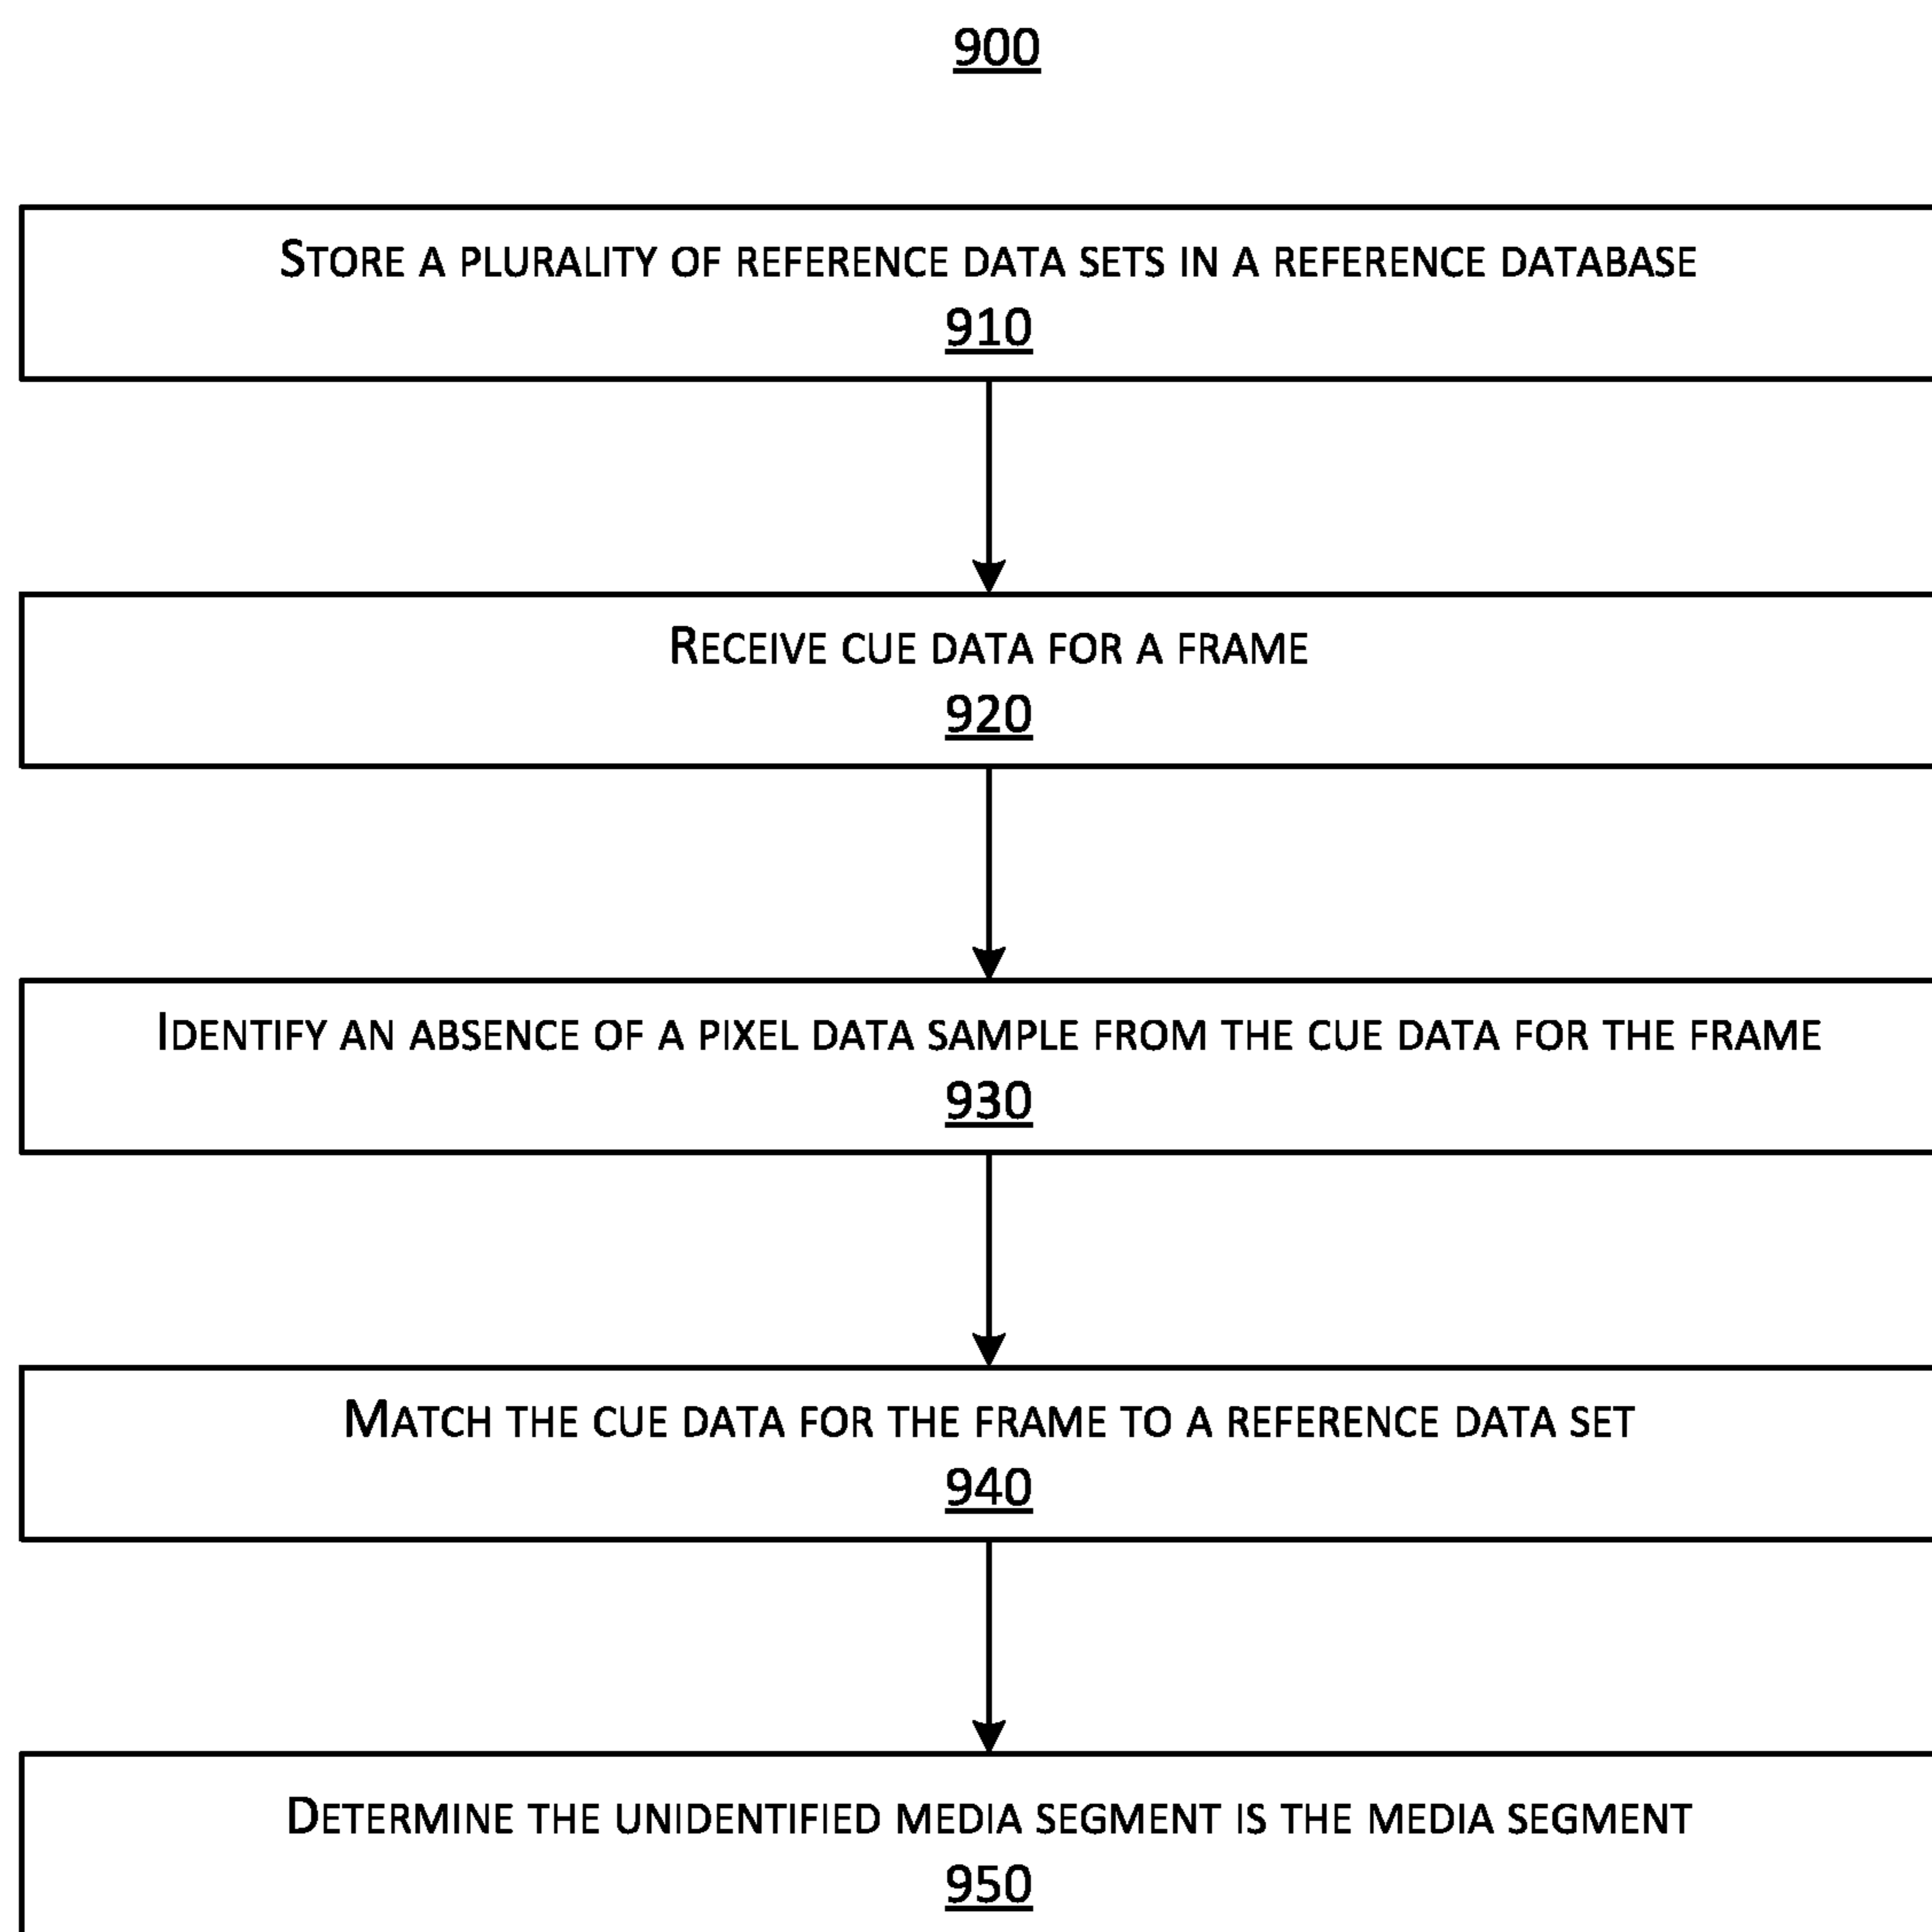 900
Store a plurality of reference data sets in a reference database
910
Receive cue data for a frame
920
Identify an absence of a pixel data sample from the cue data for the frame
930
Match the cue data for the frame to a reference data set
940
Determine the unidentified media segment is the media segment
950